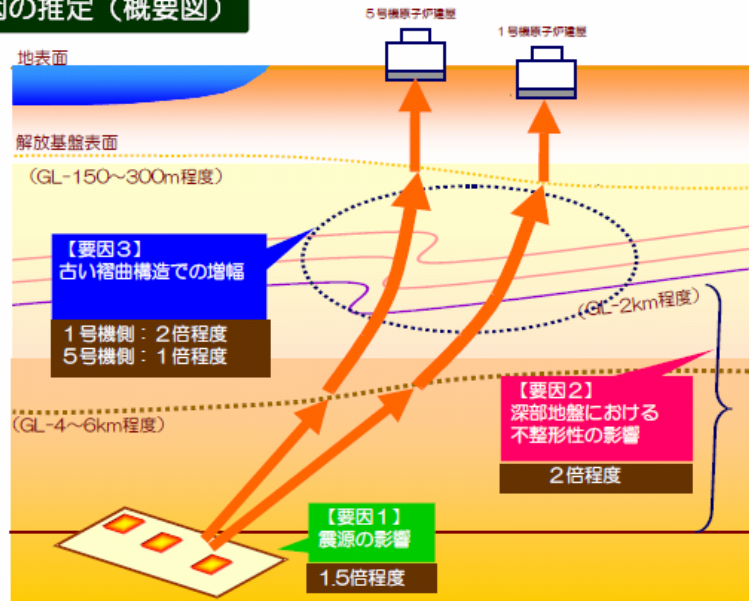 の推定（概要図）
5号機原子炉建屋
1号機原子炉建屋
地表面
解放基盤表面
（GL-150～300m程度）
【要因3】
古い褶曲構造での増幅
1号機側：2倍程度
5号機側：1倍程度
（GL-2km程度）
【要因2】
深部地盤における
不整形性の影響
2倍程度
（GL-4～6km程度）
【要因1】
震源の影響
1.5倍程度